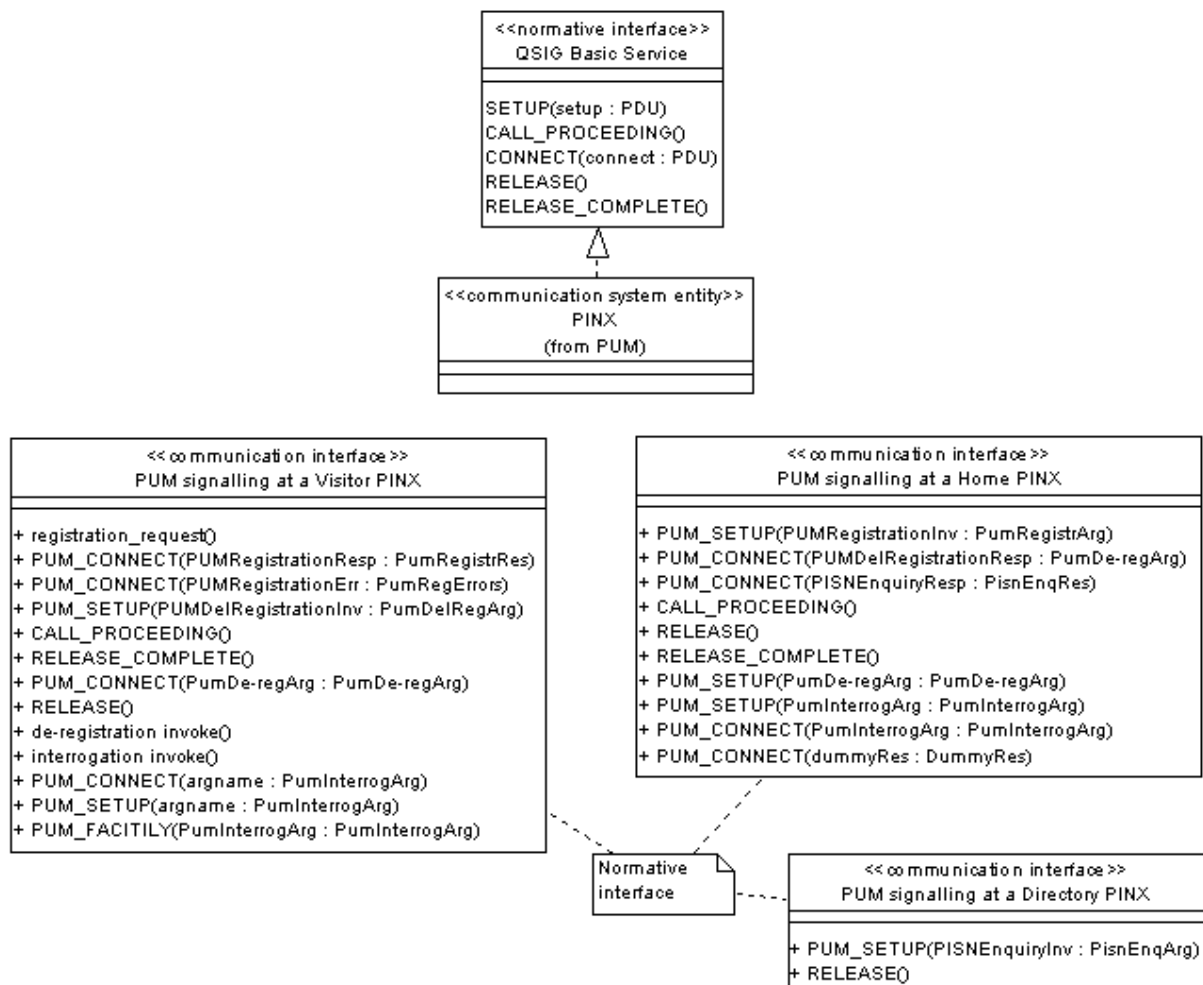 <<normative interface>>
QSIG Basic Service
SETUP(setup : PDU)
CALL_PROCEEDING()
CONNECT(connect : PDU)
RELEASE()
RELEASE_COMPLETE()
<<communication system entity>>
PINX
(from PUM)
<<communication interface>>
PUM signalling at a Visitor PINX
+ registration_request()
+ PUM_CONNECT(PUMRegistrationResp : PumRegistrRes)
+ PUM_CONNECT(PUMRegistrationErr : PumRegErrors)
+ PUM_SETUP(PUMDelRegistrationInv : PumDelRegArg)
+ CALL_PROCEEDING()
+ RELEASE_COMPLETE()
+ PUM_CONNECT(PumDe-regArg : PumDe-regArg)
+ RELEASE()
+ de-registration invoke()
+ interrogation invoke()
+ PUM_CONNECT(argname : PumInterrogArg)
+ PUM_SETUP(argname : PumInterrogArg)
+ PUM_FACITILY(PumInterrogArg : PumInterrogArg)
<<communication interface>>
PUM signalling at a Home PINX
+ PUM_SETUP(PUMRegistrationInv : PumRegistrArg)
+ PUM_CONNECT(PUMDelRegistrationResp : PumDe-regArg)
+ PUM_CONNECT(PISNEnquiryResp : PisnEnqRes)
+ CALL_PROCEEDING()
+ RELEASE()
+ RELEASE_COMPLETE()
+ PUM_SETUP(PumDe-regArg : PumDe-regArg)
+ PUM_SETUP(PumInterrogArg : PumInterrogArg)
+ PUM_CONNECT(PumInterrogArg : PumInterrogArg)
+ PUM_CONNECT(dummyRes : DummyRes)
Normative
interface
<<communication interface>>
PUM signalling at a Directory PINX
+ PUM_SETUP(PISNEnquiryInv : PisnEnqArg)
+ RELEASE()